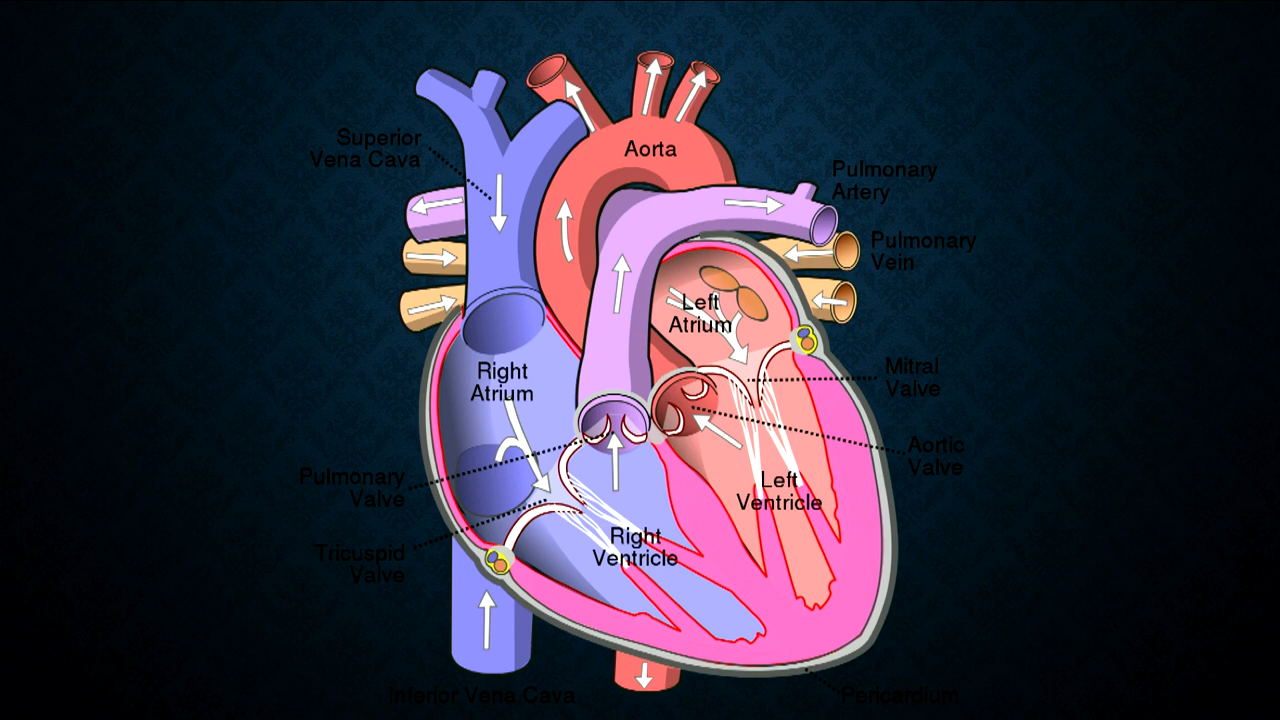 Superior
Vena Cava
Aorta
Pulmonary
Artery
Pulmonary
Vein
Left
Atrium
Right
Atrium
Mitral
Valve
Aortic
Valve
Pulmonary
Valve
Left
Ventricle
Right
Ventricle
Tricuspid
Valve
Inferior Vena Cava
Pericardium